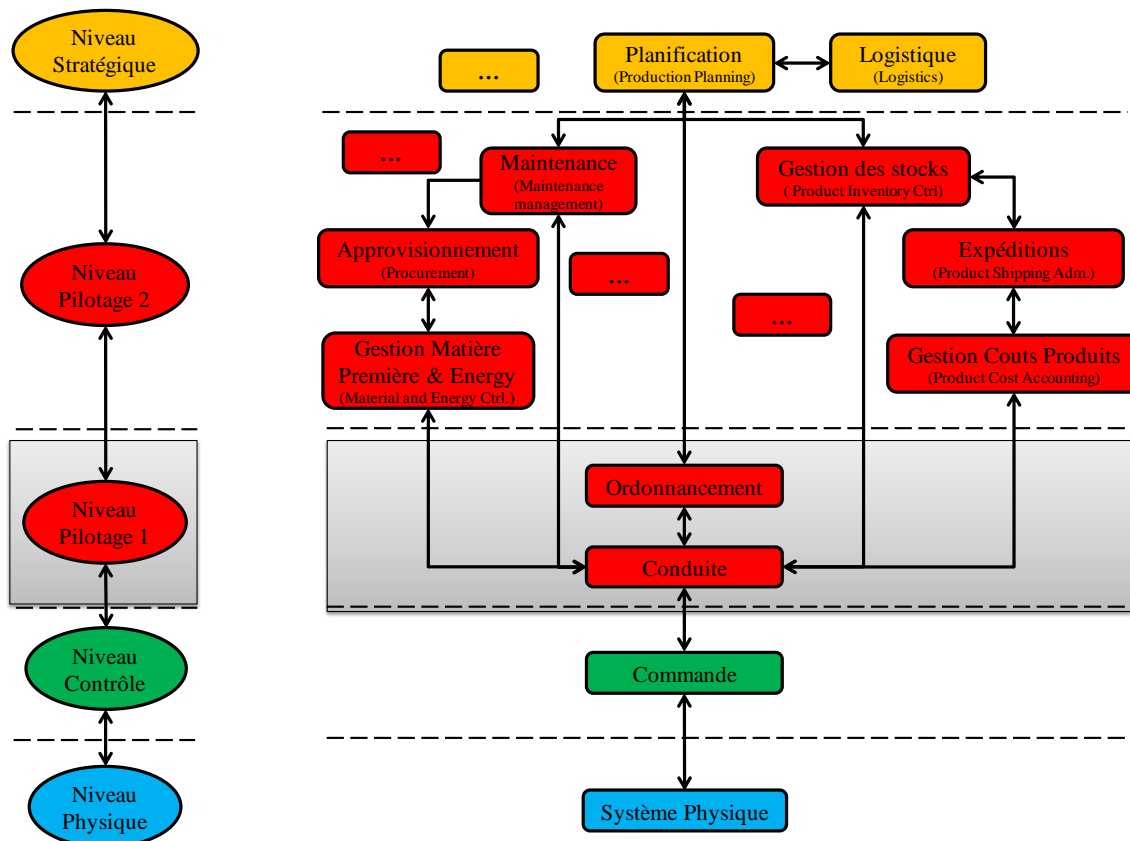 Niveau
Stratégique
...
Planification
(Production Planning)
Logistique
(Logistics)
...
Maintenance
(Maintenance
management)
Gestion des stocks
( Product Inventory Ctrl)
Niveau
Pilotage 2
Approvisionnement
(Procurement)
...
Expéditions
(Product Shipping Adm.)
...
Gestion Matière
Première & Energy
(Material and Energy Ctrl.)
Gestion Couts Produits
(Product Cost Accounting)
Niveau
Pilotage 1
Ordonnancement
Conduite
Niveau
Contrôle
Commande
Niveau
Physique
Système Physique